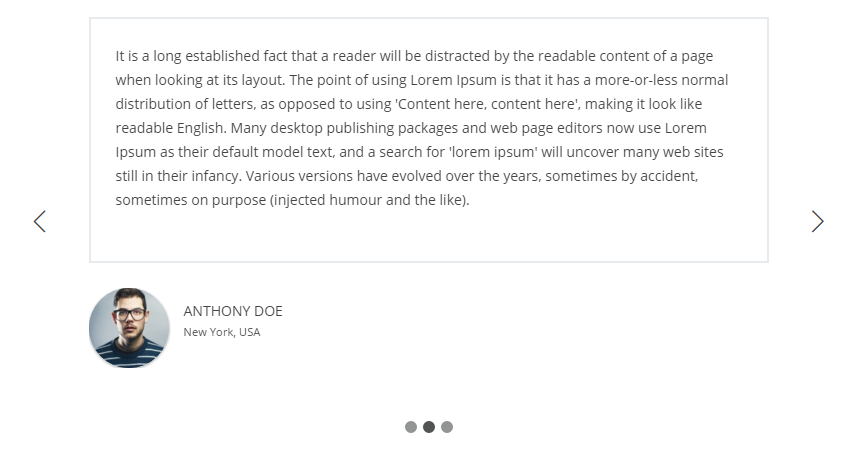 It is a long established fact that a reader will be distracted by the readable content of a page
when looking at its layout. The point of using Lorem Ipsum is that it has a more-or-less normal
distribution of letters, as opposed to using 'Content here, content here', making it look like
readable English. Many desktop publishing packages and web page editors now use Lorem
Ipsum as their default model text, and a search for 'lorem ipsum' will uncover many web sites
still in their infancy. Various versions have evolved over the years, sometimes by accident,
sometimes on purpose (injected humour and the like).
ANTHONY DOE
New York, USA